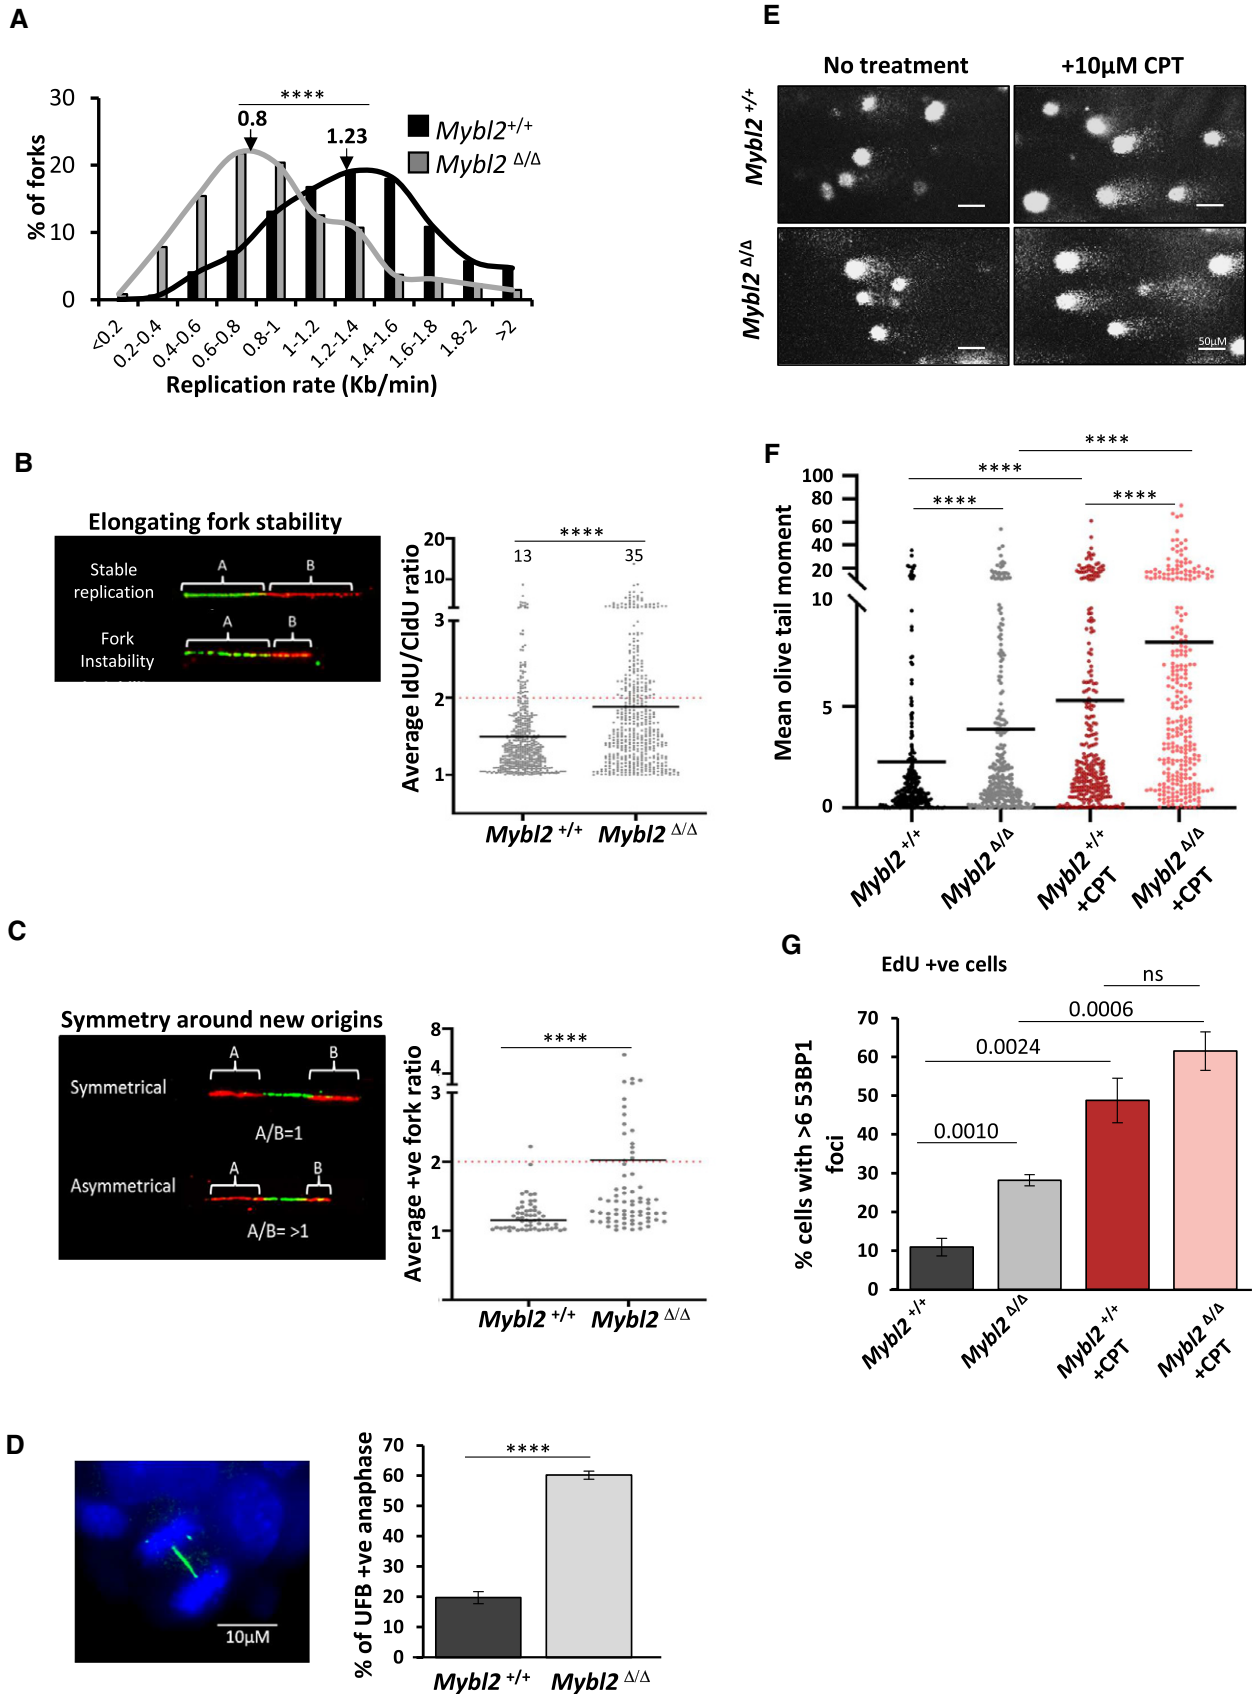 A
30
20
10
0
% of forks
****
0.8
1.23
Mybl2 +/+
Mybl2 Δ/Δ
<0.2
0.2-0.4
0.4-0.6
0.6-0.8
0.8-1
1-1.2
1.2-1.4
1.4-1.6
1.6-1.8
1.8-2
>2
Replication rate (Kb/min)
B
Elongating fork stability
Stable
replication
A
B
Fork
Instability
A
B
Average IdU/CldU ratio
20
10
3
2
1
****
13
35
Mybl2 +/+
Mybl2 Δ/Δ
C
Symmetry around new origins
Symmetrical
A
B
A/B=1
Asymmetrical
A
B
A/B= >1
Average +ve fork ratio
8
4
3
2
1
****
Mybl2 +/+
Mybl2 Δ/Δ
D
10µM
% of UFB +ve anaphase
70
60
50
40
30
20
10
0
****
Mybl2 +/+
Mybl2 Δ/Δ
E
No treatment
+10µM CPT
Mybl2 +/+
Mybl2 Δ/Δ
50µM
F
Mean olive tail moment
100
80
60
40
20
10
5
0
****
****
****
****
Mybl2 +/+
Mybl2 Δ/Δ
Mybl2 +/+
+CPT
Mybl2 Δ/Δ
+CPT
G
EdU +ve cells
% cells with >6 53BP1
foci
70
60
50
40
30
20
10
0
ns
0.0006
0.0024
0.0010
Mybl2 +/+
Mybl2 Δ/Δ
Mybl2 +/+
+CPT
Mybl2 Δ/Δ
+CPT